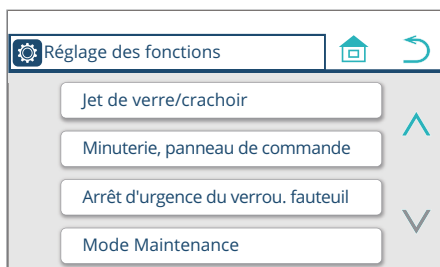 Réglage des fonctions
Jet de verre/crachoir
Minuterie, panneau de commande
Arrêt d'urgence du verrou. fauteuil
Mode Maintenance